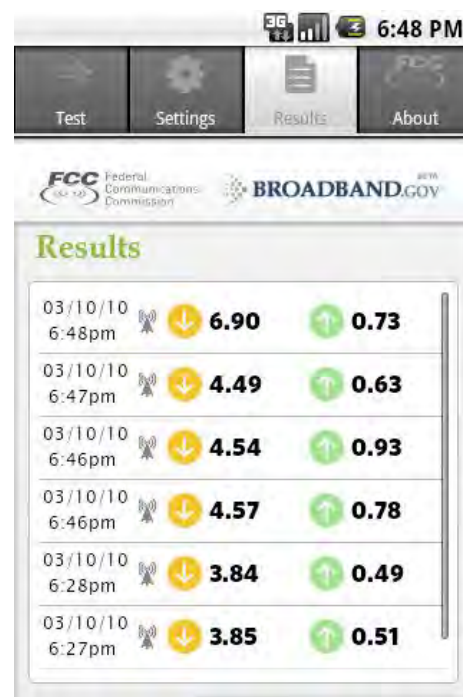 3G 6:48 PM
Test Settings Results About
FCC Federal Communications Commission
BETA
BROADBAND.GOV
Results
03/10/10
6:48pm 6.90 0.73
03/10/10
6:47pm 4.49 0.63
03/10/10
6:46pm 4.54 0.93
03/10/10
6:46pm 4.57 0.78
03/10/10
6:28pm 3.84 0.49
03/10/10
6:27pm 3.85 0.51